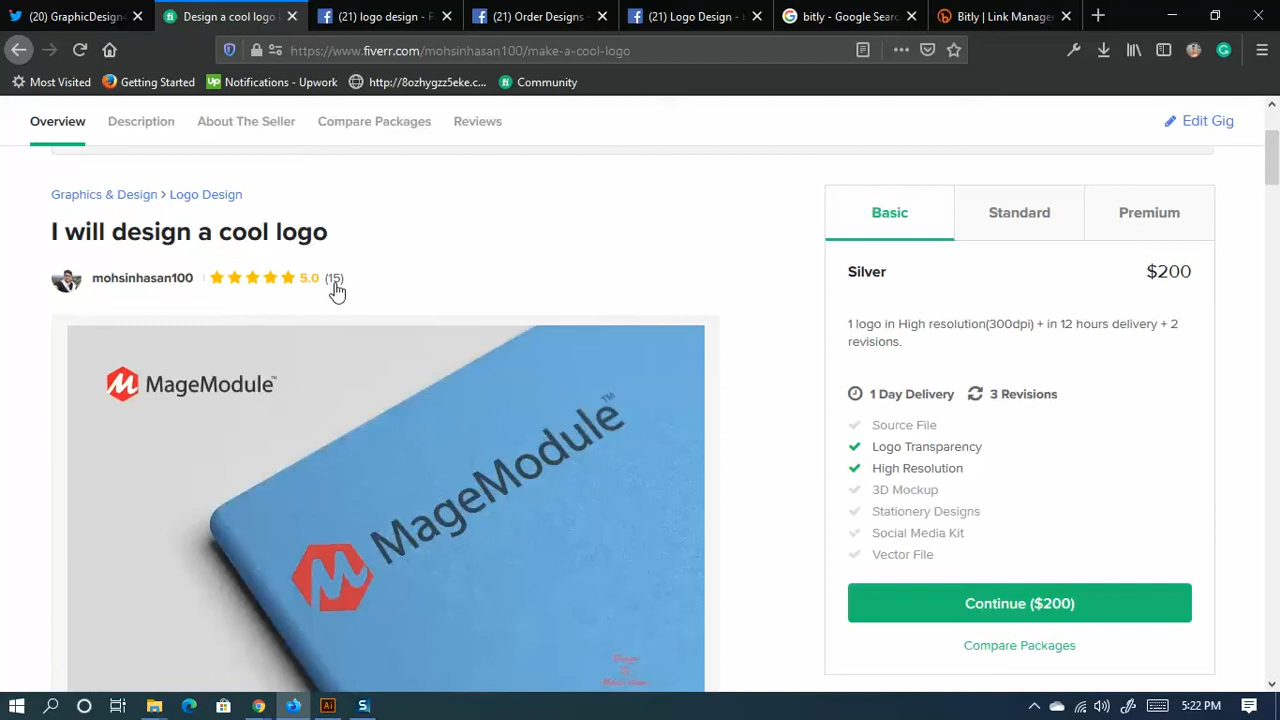 (20) GraphicDesign
Design a cool logo
(21) logo design - F
(21) Order Designs -
(21) Logo Design -
bitly - Google Searc
Bitly | Link Manage
https://www.fiverr.com/mohsinhasan100/make-a-cool-logo
Most Visited
Getting Started
Notifications - Upwork
http://8ozhygzz5eke.c...
Community
Overview
Description
About The Seller
Compare Packages
Reviews
Edit Gig
Graphics & Design > Logo Design
I will design a cool logo
mohsinhasan100
5.0 (15)
MageModule™
MageModule™
Basic
Standard
Premium
Silver
$200
1 logo in High resolution(300dpi) + in 12 hours delivery + 2
revisions.
1 Day Delivery
3 Revisions
Source File
Logo Transparency
High Resolution
3D Mockup
Stationery Designs
Social Media Kit
Vector File
Continue ($200)
Compare Packages
5:22 PM